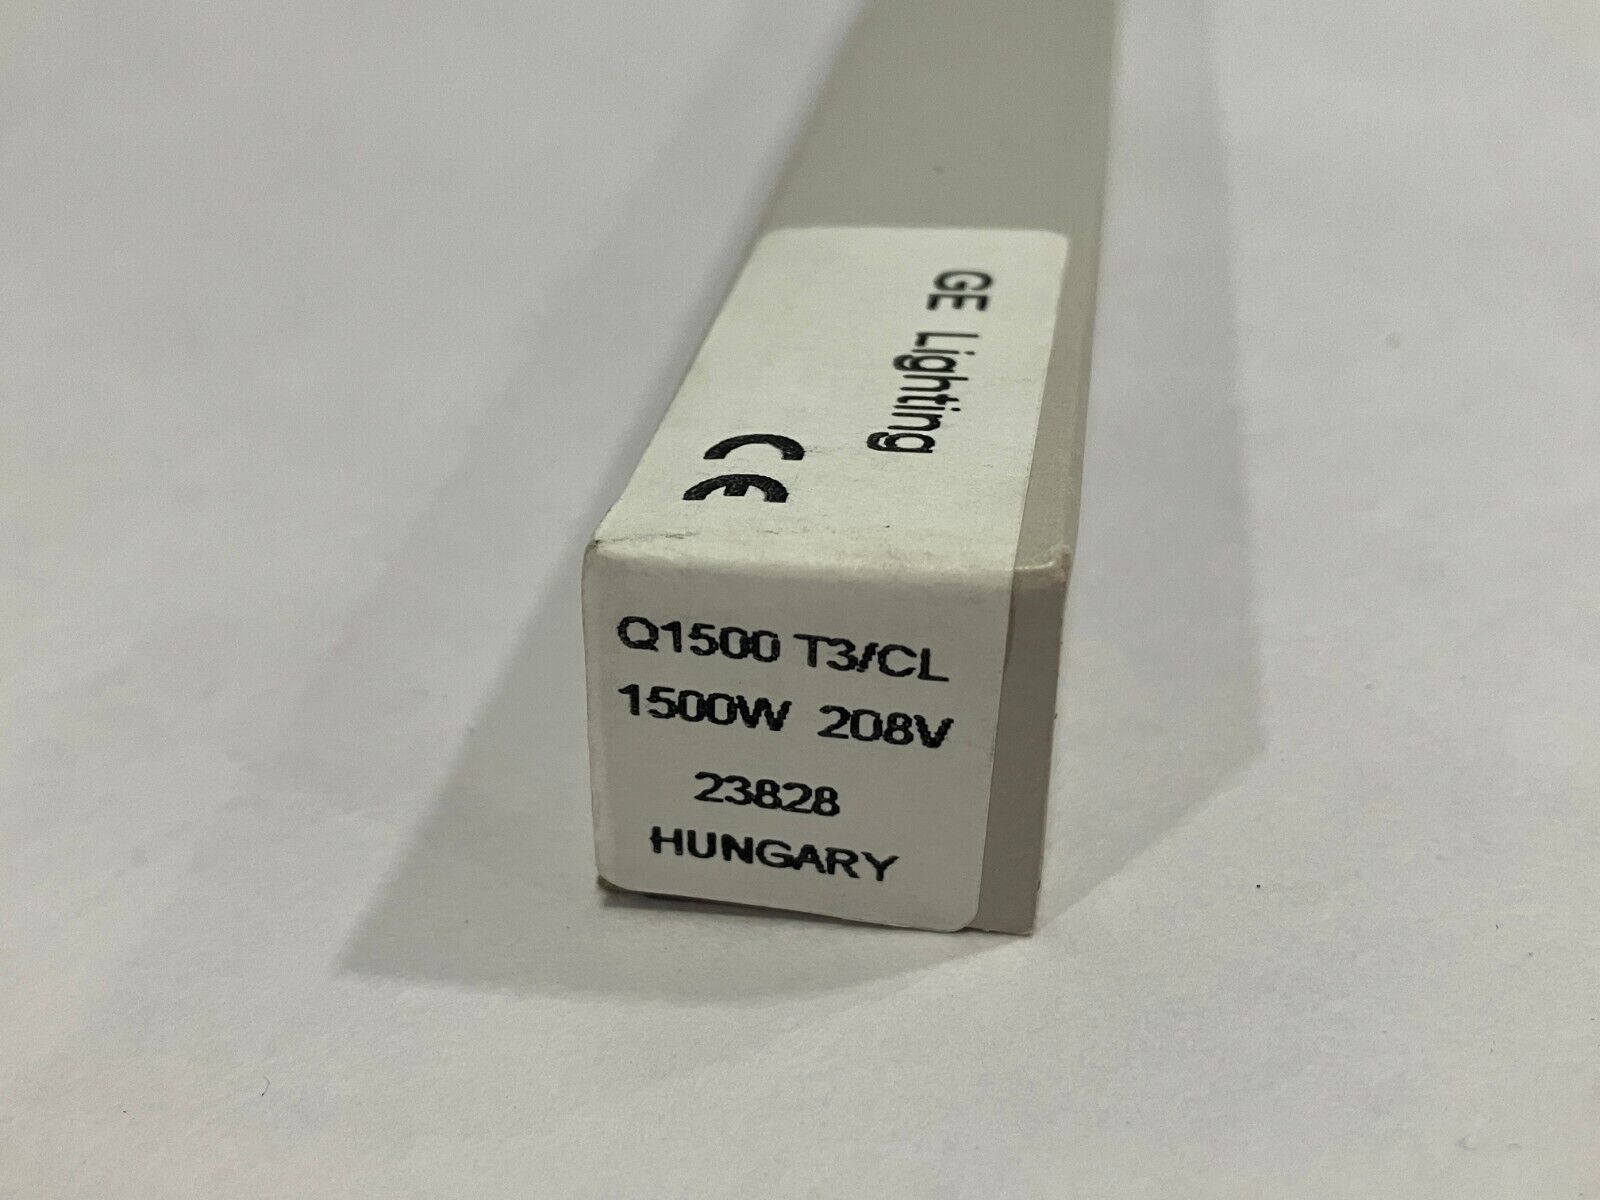 GE Lighting
CE
Q1500 T3/CL
1500W 208V
23828
HUNGARY